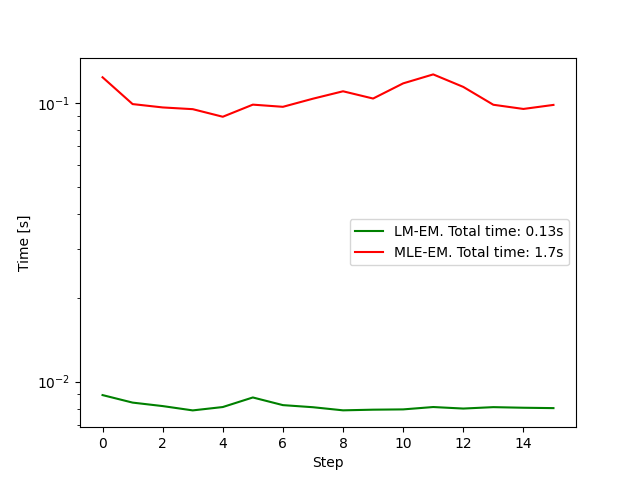 Time [s]
10⁻¹
10⁻²
LM-EM. Total time: 0.13s
MLE-EM. Total time: 1.7s
0 2 4 6 8 10 12 14
Step